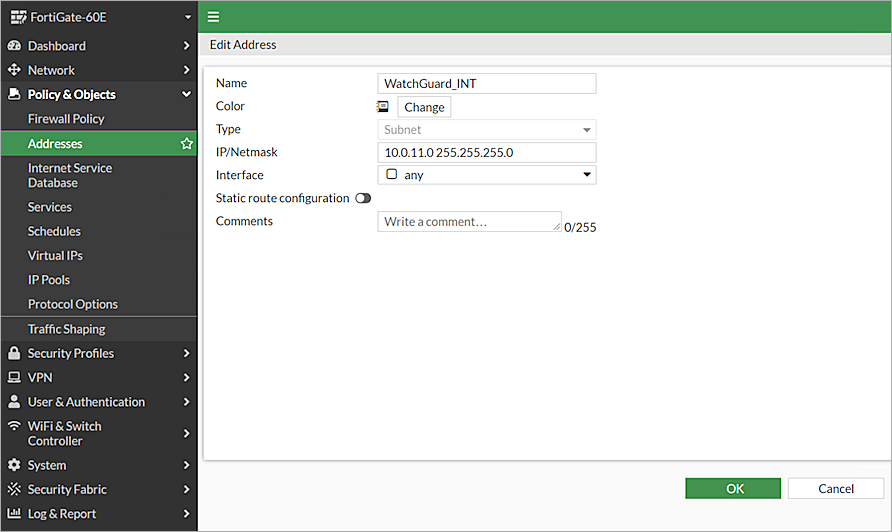 FortiGate-60E
Dashboard
Network
Policy & Objects
Firewall Policy
Addresses
Internet Service
Database
Services
Schedules
Virtual IPs
IP Pools
Protocol Options
Traffic Shaping
Security Profiles
VPN
User & Authentication
WiFi & Switch
Controller
System
Security Fabric
Log & Report
Edit Address
Name WatchGuard_INT
Color Change
Type Subnet
IP/Netmask 10.0.11.0 255.255.255.0
Interface any
Static route configuration
Comments Write a comment... 0/255
OK Cancel